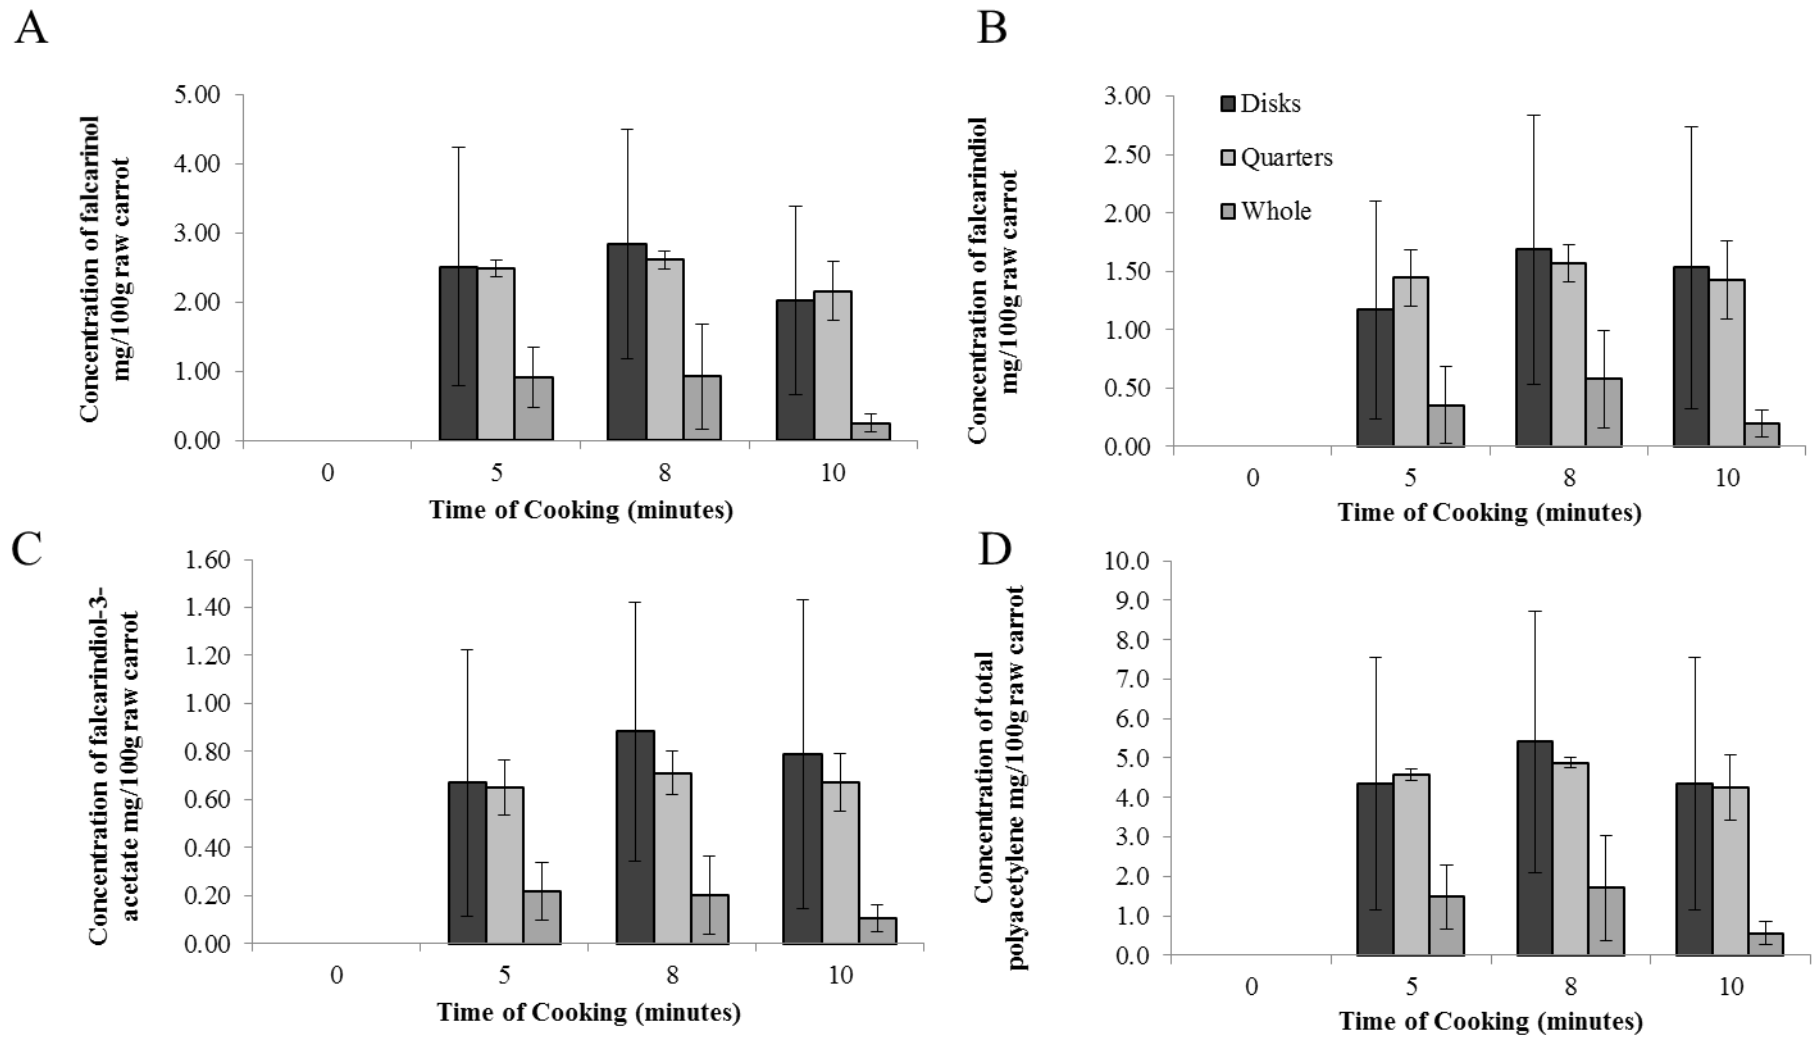 A
Concentration of falcarinol
mg/100g raw carrot
5.00
4.00
3.00
2.00
1.00
0.00
0 5 8 10
Time of Cooking (minutes)
B
Concentration of falcarindiol
mg/100g raw carrot
3.00
2.50
2.00
1.50
1.00
0.50
0.00
Disks
Quarters
Whole
0 5 8 10
Time of Cooking (minutes)
C
Concentration of falcarindiol-3-
acetate mg/100g raw carrot
1.60
1.40
1.20
1.00
0.80
0.60
0.40
0.20
0.00
0 5 8 10
Time of Cooking (minutes)
D
Concentration of total
polyacetylene mg/100g raw carrot
10.0
9.0
8.0
7.0
6.0
5.0
4.0
3.0
2.0
1.0
0.0
0 5 8 10
Time of Cooking (minutes)